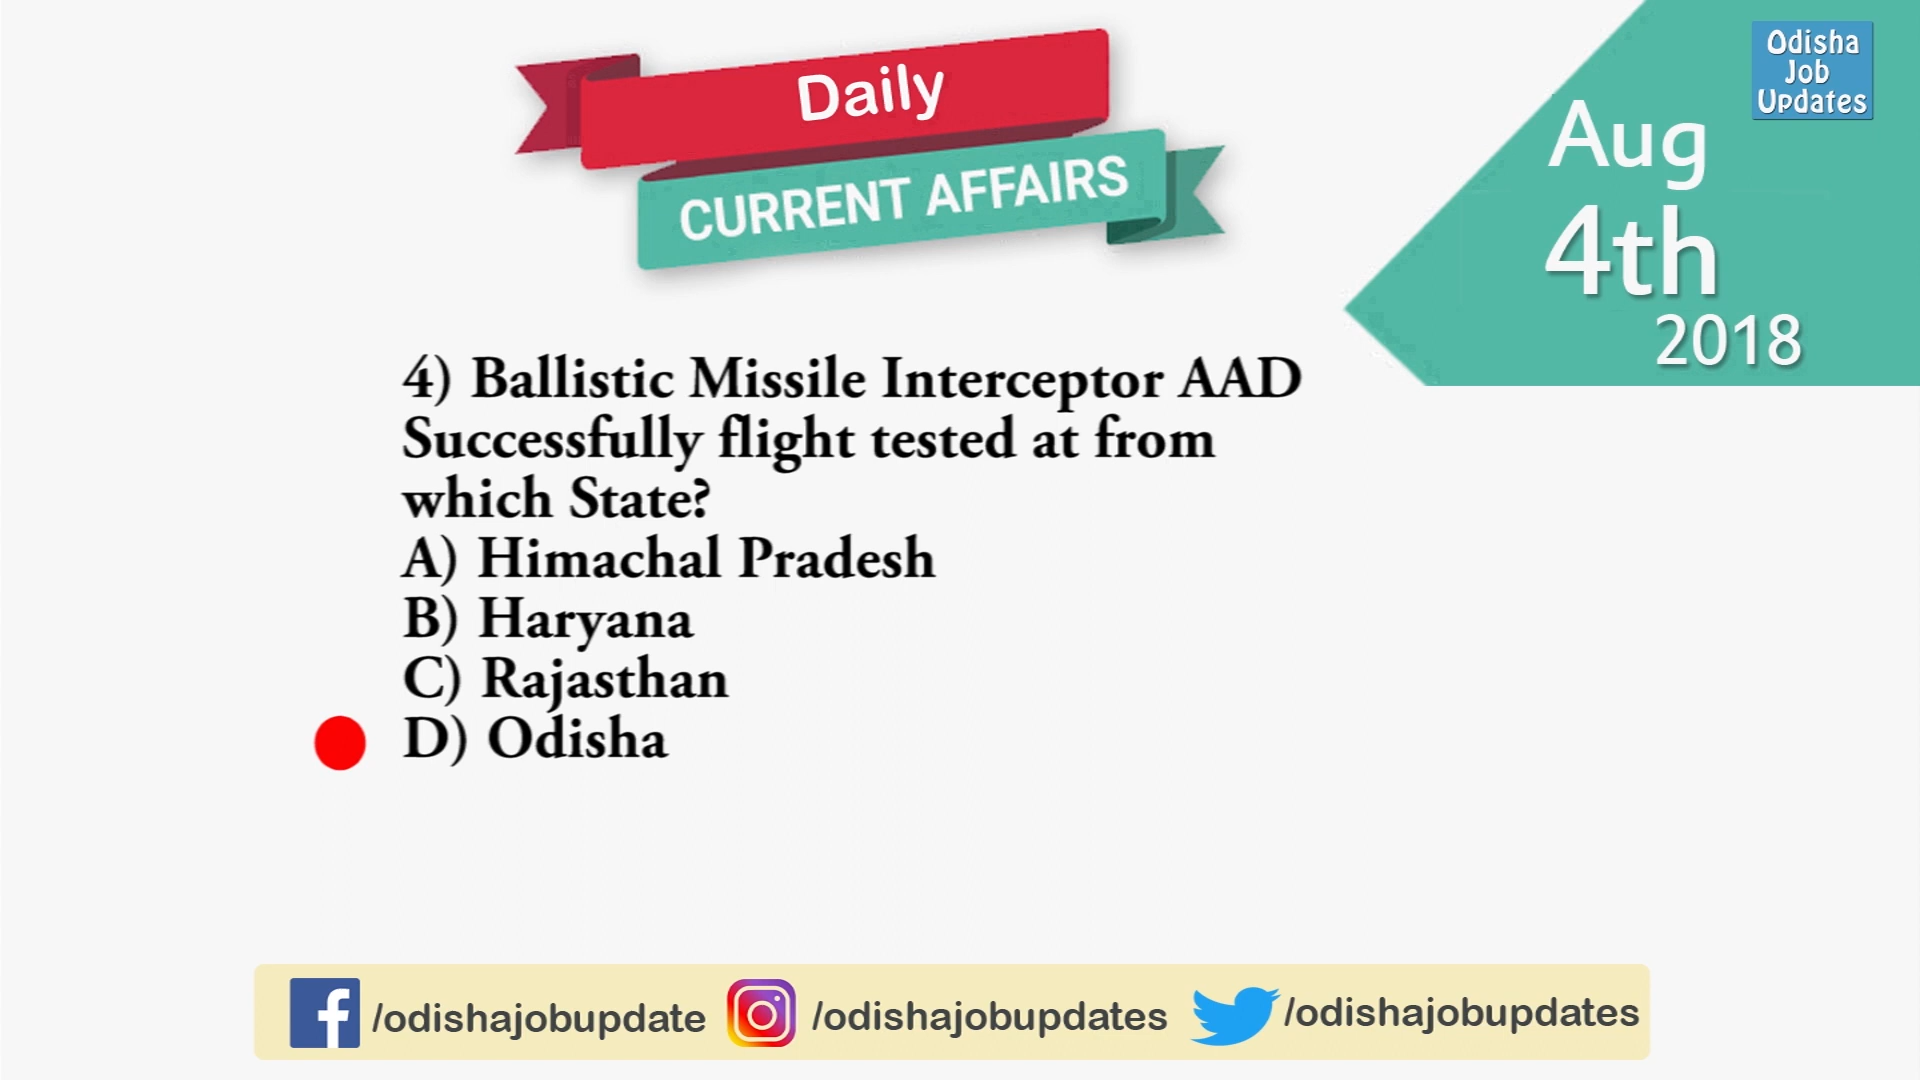 Daily
CURRENT AFFAIRS
Odisha
Job
Updates
Aug
4th
2018
4) Ballistic Missile Interceptor AAD
Successfully flight tested at from
which State?
A) Himachal Pradesh
B) Haryana
C) Rajasthan
D) Odisha
/odishajobupdate /odishajobupdates /odishajobupdates